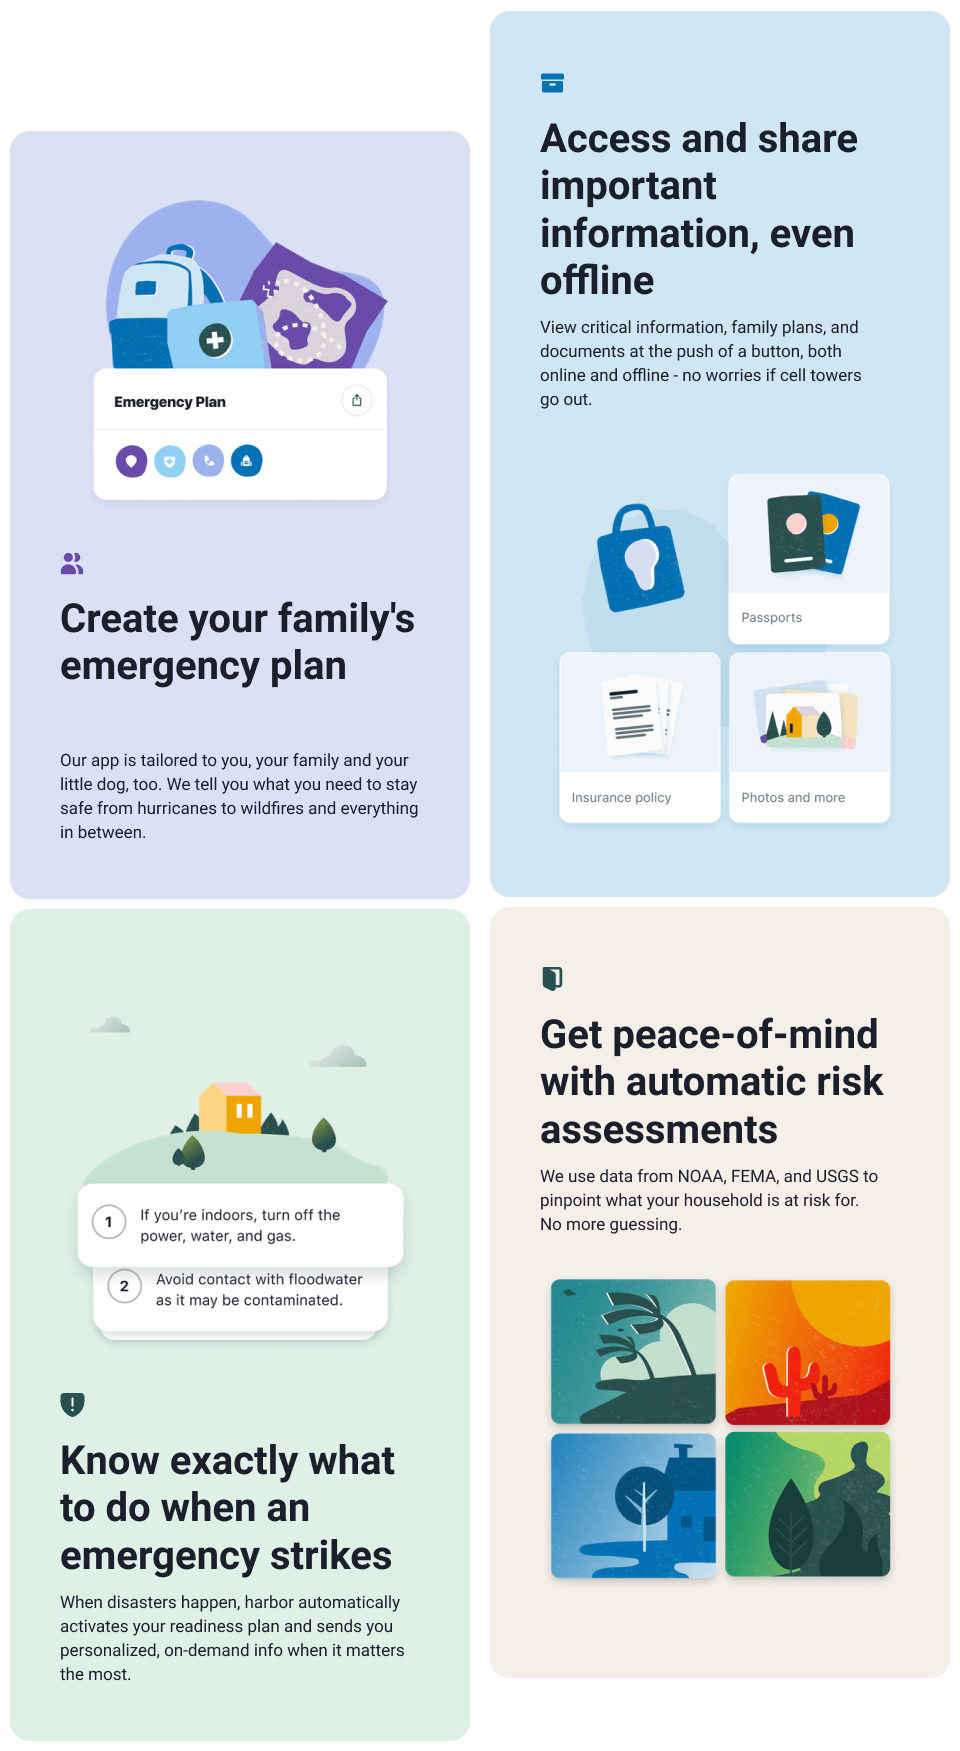 Emergency Plan
Create your family's
emergency plan
Our app is tailored to you, your family and your
little dog, too. We tell you what you need to stay
safe from hurricanes to wildfires and everything
in between.
Access and share
important
information, even
offline
View critical information, family plans, and
documents at the push of a button, both
online and offline - no worries if cell towers
go out.
Passports
Insurance policy
Photos and more
1
If you’re indoors, turn off the
power, water, and gas.
2
Avoid contact with floodwater
as it may be contaminated.
Know exactly what
to do when an
emergency strikes
When disasters happen, harbor automatically
activates your readiness plan and sends you
personalized, on-demand info when it matters
the most.
Get peace-of-mind
with automatic risk
assessments
We use data from NOAA, FEMA, and USGS to
pinpoint what your household is at risk for.
No more guessing.